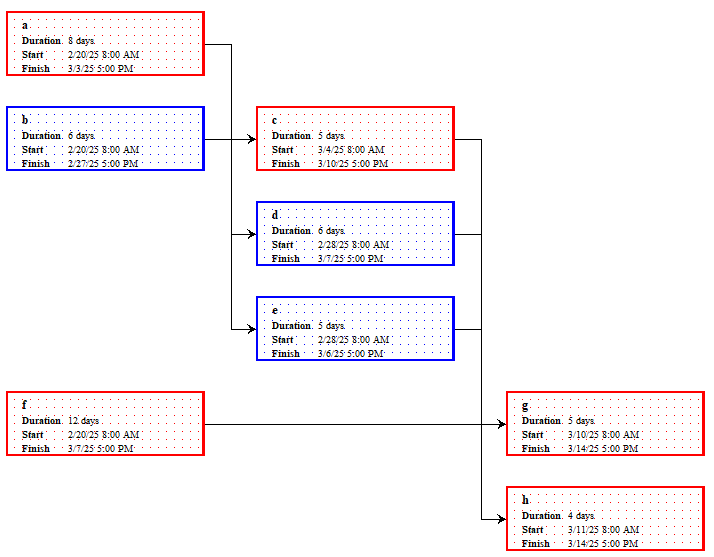 a
Duration 8 days
Start 2/20/25 8:00 AM
Finish 3/3/25 5:00 PM
b
Duration 6 days
Start 2/20/25 8:00 AM
Finish 2/27/25 5:00 PM
c
Duration 5 days
Start 3/4/25 8:00 AM
Finish 3/10/25 5:00 PM
d
Duration 6 days
Start 2/28/25 8:00 AM
Finish 3/7/25 5:00 PM
e
Duration 5 days
Start 2/28/25 8:00 AM
Finish 3/6/25 5:00 PM
f
Duration 12 days
Start 2/20/25 8:00 AM
Finish 3/7/25 5:00 PM
g
Duration 5 days
Start 3/10/25 8:00 AM
Finish 3/14/25 5:00 PM
h
Duration 4 days
Start 3/11/25 8:00 AM
Finish 3/14/25 5:00 PM